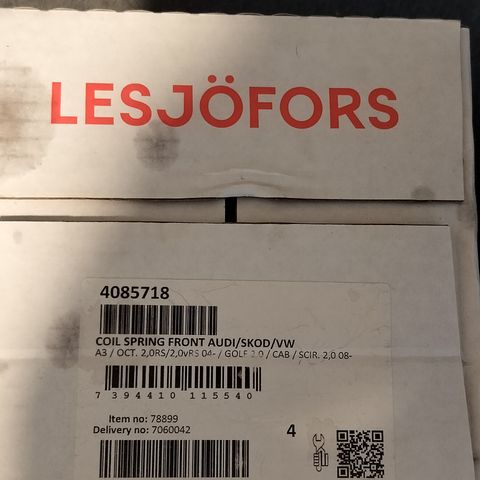 LESJÖFORS
4085718
COIL SPRING FRONT AUDI/SKOD/VW
A3 / OCT. 2,0RS/2,0vRS 04- / GOLF 2.0 / CAB / SCIR. 2,0 08-
7 394410 115540
Item no: 78899
Delivery no: 7060042
4